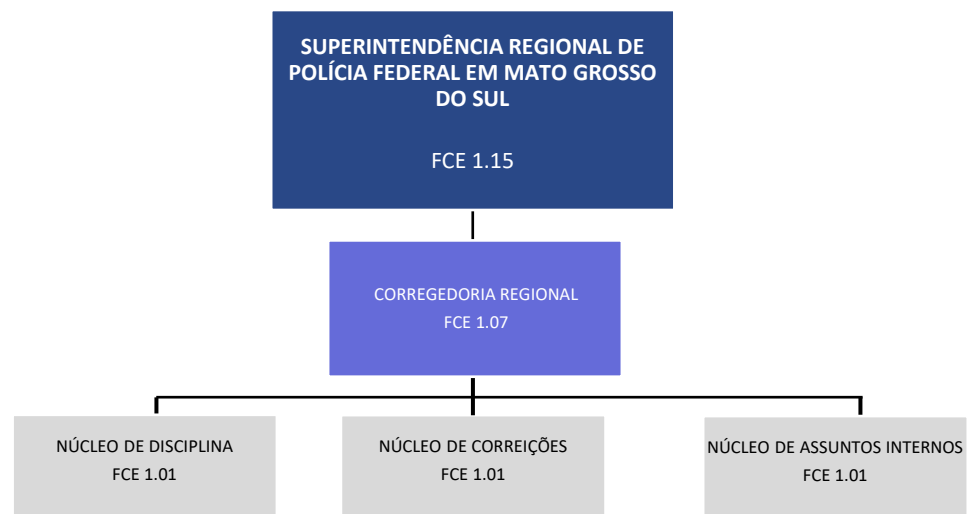 SUPERINTENDÊNCIA REGIONAL DE
POLÍCIA FEDERAL EM MATO GROSSO
DO SUL
FCE 1.15
CORREGEDORIA REGIONAL
FCE 1.07
NÚCLEO DE DISCIPLINA
FCE 1.01
NÚCLEO DE CORREIÇÕES
FCE 1.01
NÚCLEO DE ASSUNTOS INTERNOS
FCE 1.01